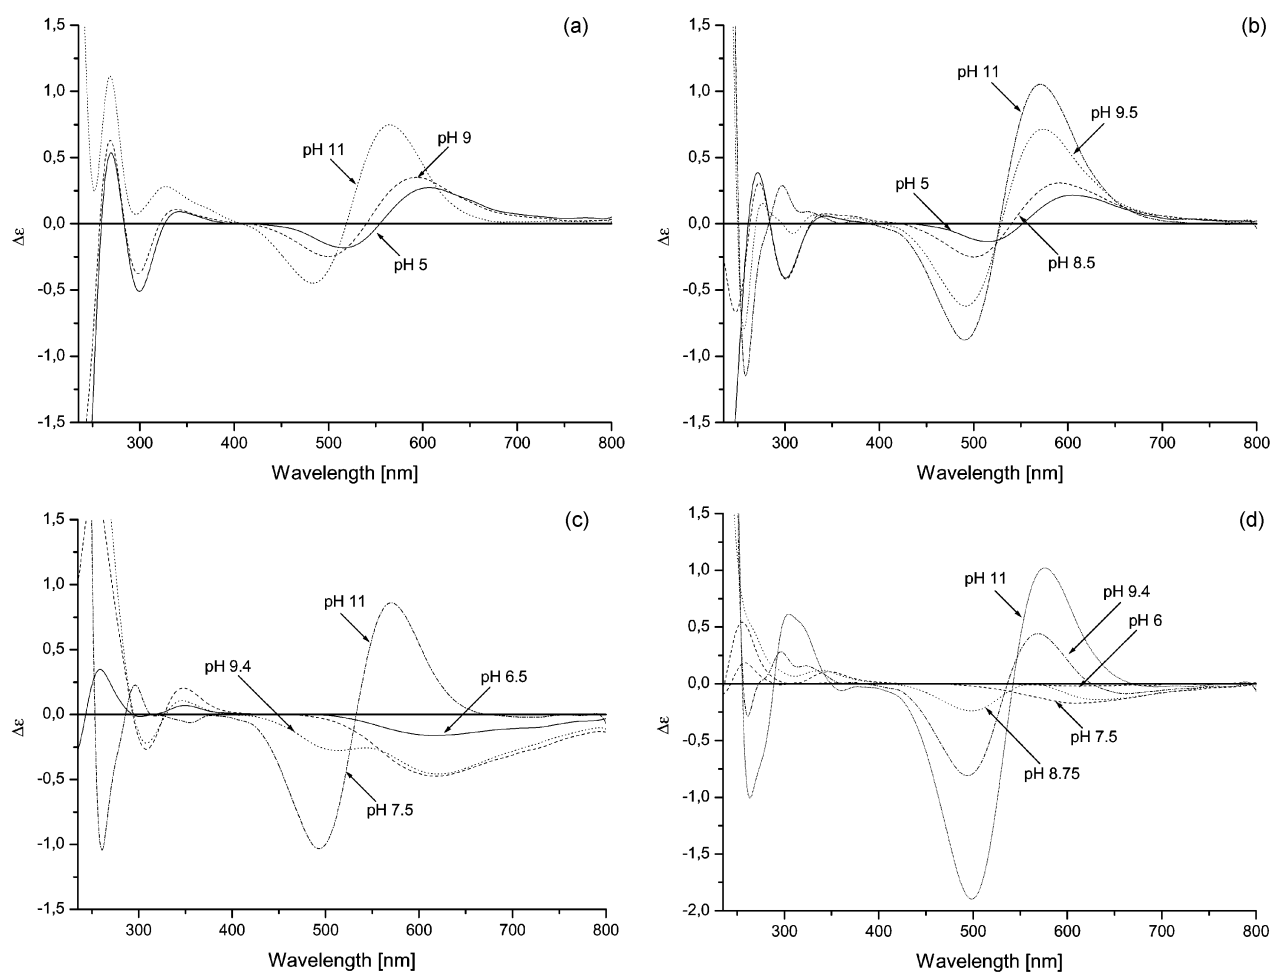 (a)
1,5
1,0
0,5
0,0
-0,5
-1,0
-1,5
Δε
pH 11
pH 9
pH 5
300 400 500 600 700 800
Wavelength [nm]
(b)
1,5
1,0
0,5
0,0
-0,5
-1,0
-1,5
Δε
pH 11
pH 9.5
pH 5
pH 8.5
300 400 500 600 700 800
Wavelength [nm]
(c)
1,5
1,0
0,5
0,0
-0,5
-1,0
-1,5
Δε
pH 11
pH 9.4
pH 6.5
pH 7.5
300 400 500 600 700 800
Wavelength [nm]
(d)
1,5
1,0
0,5
0,0
-0,5
-1,0
-1,5
-2,0
Δε
pH 11
pH 9.4
pH 6
pH 7.5
pH 8.75
300 400 500 600 700 800
Wavelength [nm]